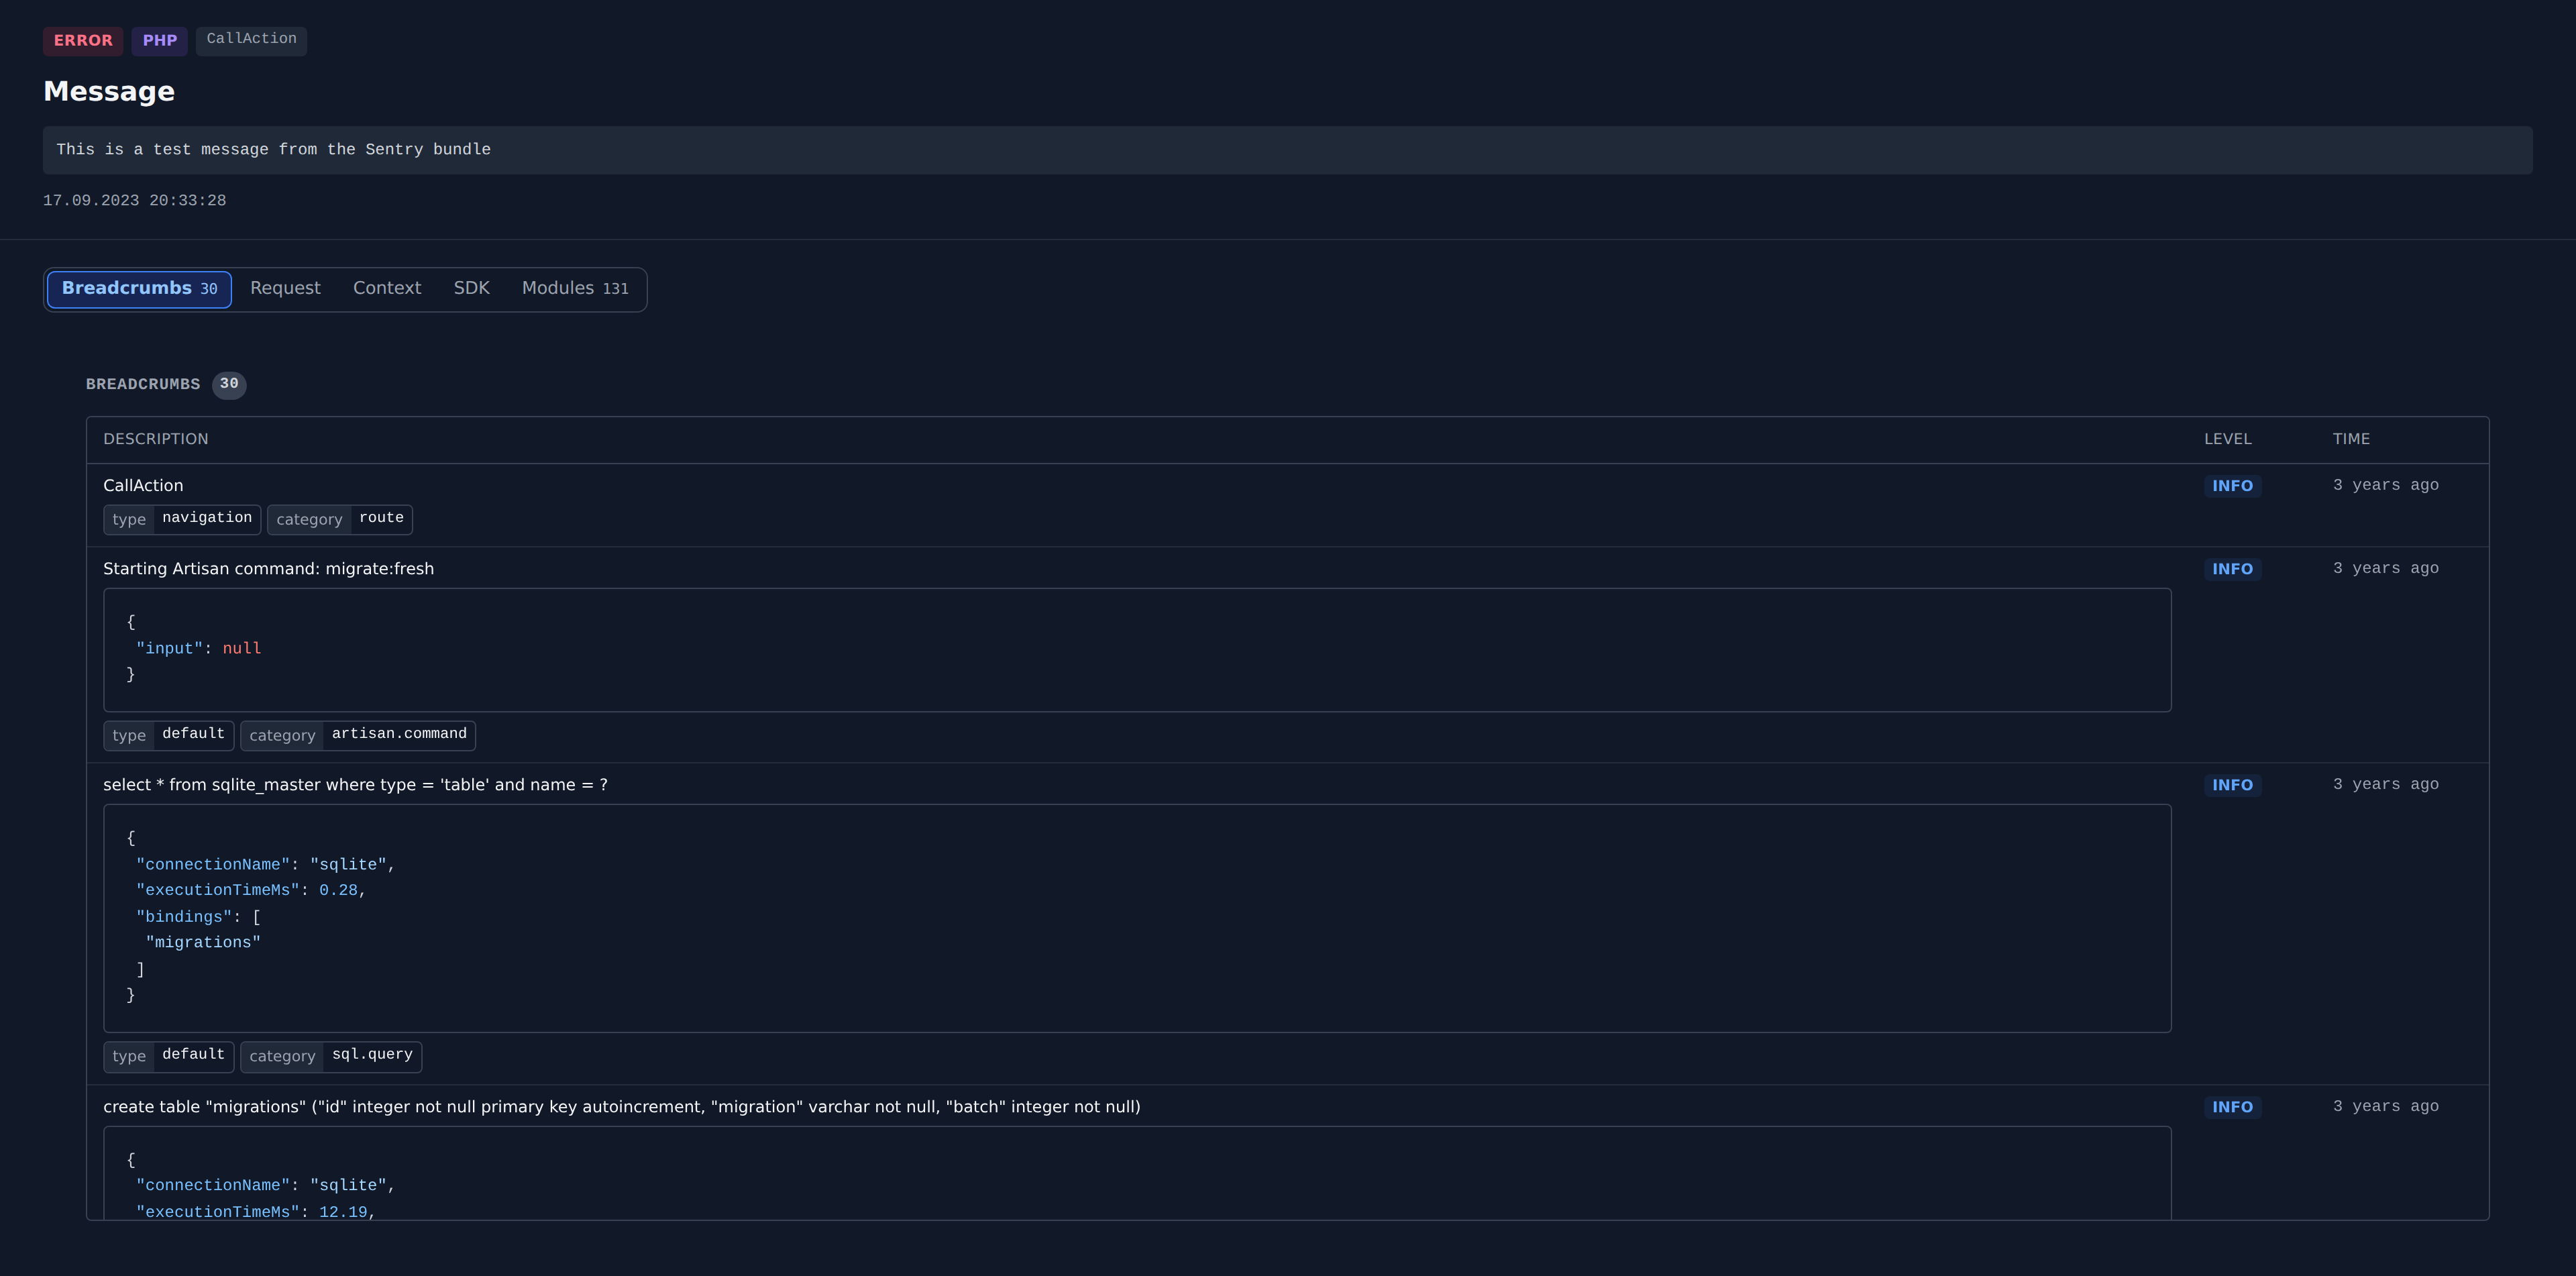 ERROR PHP CallAction
Message
This is a test message from the Sentry bundle
17.09.2023 20:33:28
Breadcrumbs 30 Request Context SDK Modules 131
BREADCRUMBS 30
DESCRIPTION LEVEL TIME
CallAction INFO 3 years ago
type navigation category route
Starting Artisan command: migrate:fresh INFO 3 years ago
{
"input": null
}
type default category artisan.command
select * from sqlite_master where type = 'table' and name = ? INFO 3 years ago
{
"connectionName": "sqlite",
"executionTimeMs": 0.28,
"bindings": [
"migrations"
]
}
type default category sql.query
create table "migrations" ("id" integer not null primary key autoincrement, "migration" varchar not null, "batch" integer not null) INFO 3 years ago
{
"connectionName": "sqlite",
"executionTimeMs": 12.19,